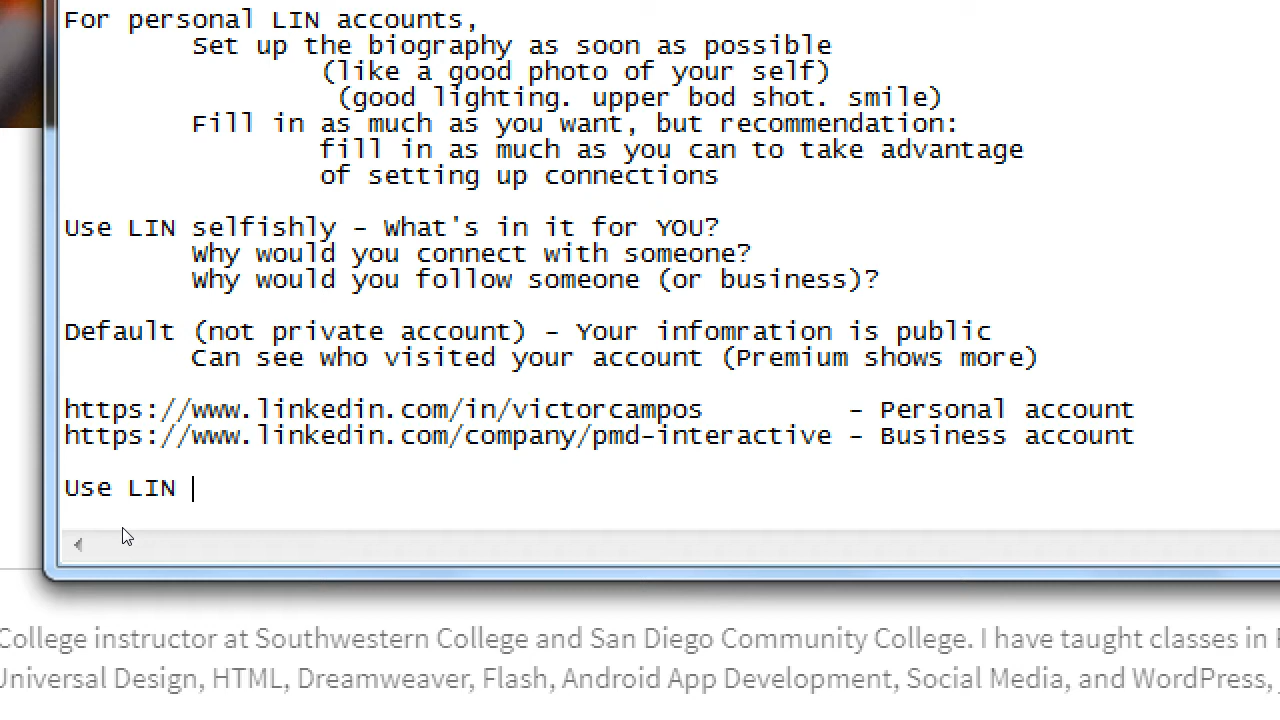 For personal LIN accounts,
Set up the biography as soon as possible
(like a good photo of your self)
(good lighting. upper bod shot. smile)
Fill in as much as you want, but recommendation:
fill in as much as you can to take advantage
of setting up connections
Use LIN selfishly - What's in it for YOU?
Why would you connect with someone?
Why would you follow someone (or business)?
Default (not private account) - Your infomration is public
Can see who visited your account (Premium shows more)
https://www.linkedin.com/in/victorcampos - Personal account
https://www.linkedin.com/company/pmd-interactive - Business account
Use LIN
College instructor at Southwestern College and San Diego Community College. I have taught classes in
Universal Design, HTML, Dreamweaver, Flash, Android App Development, Social Media, and WordPress,